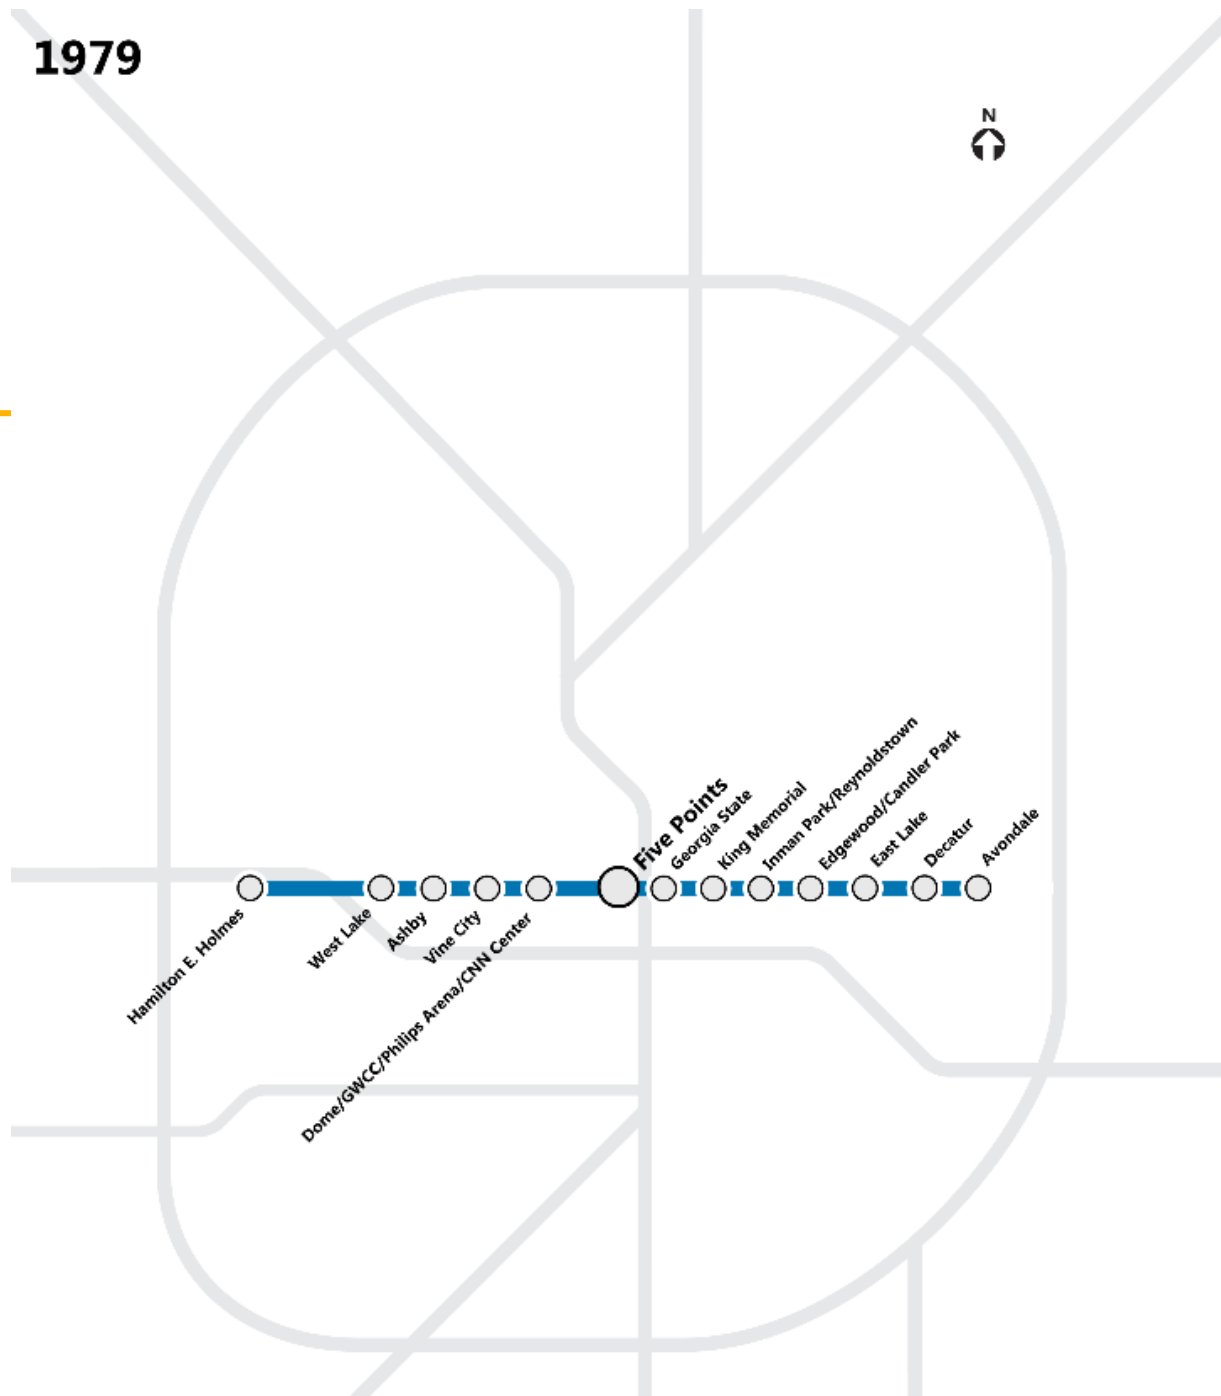 1979
N
Hamilton E. Holmes
West Lake
Ashby
Vine City
Dome/GWCC/Philips Arena/CNN Center
Five Points
Georgia State
King Memorial
Inman Park/Reynoldstown
Edgewood/Candler Park
East Lake
Decatur
Avondale